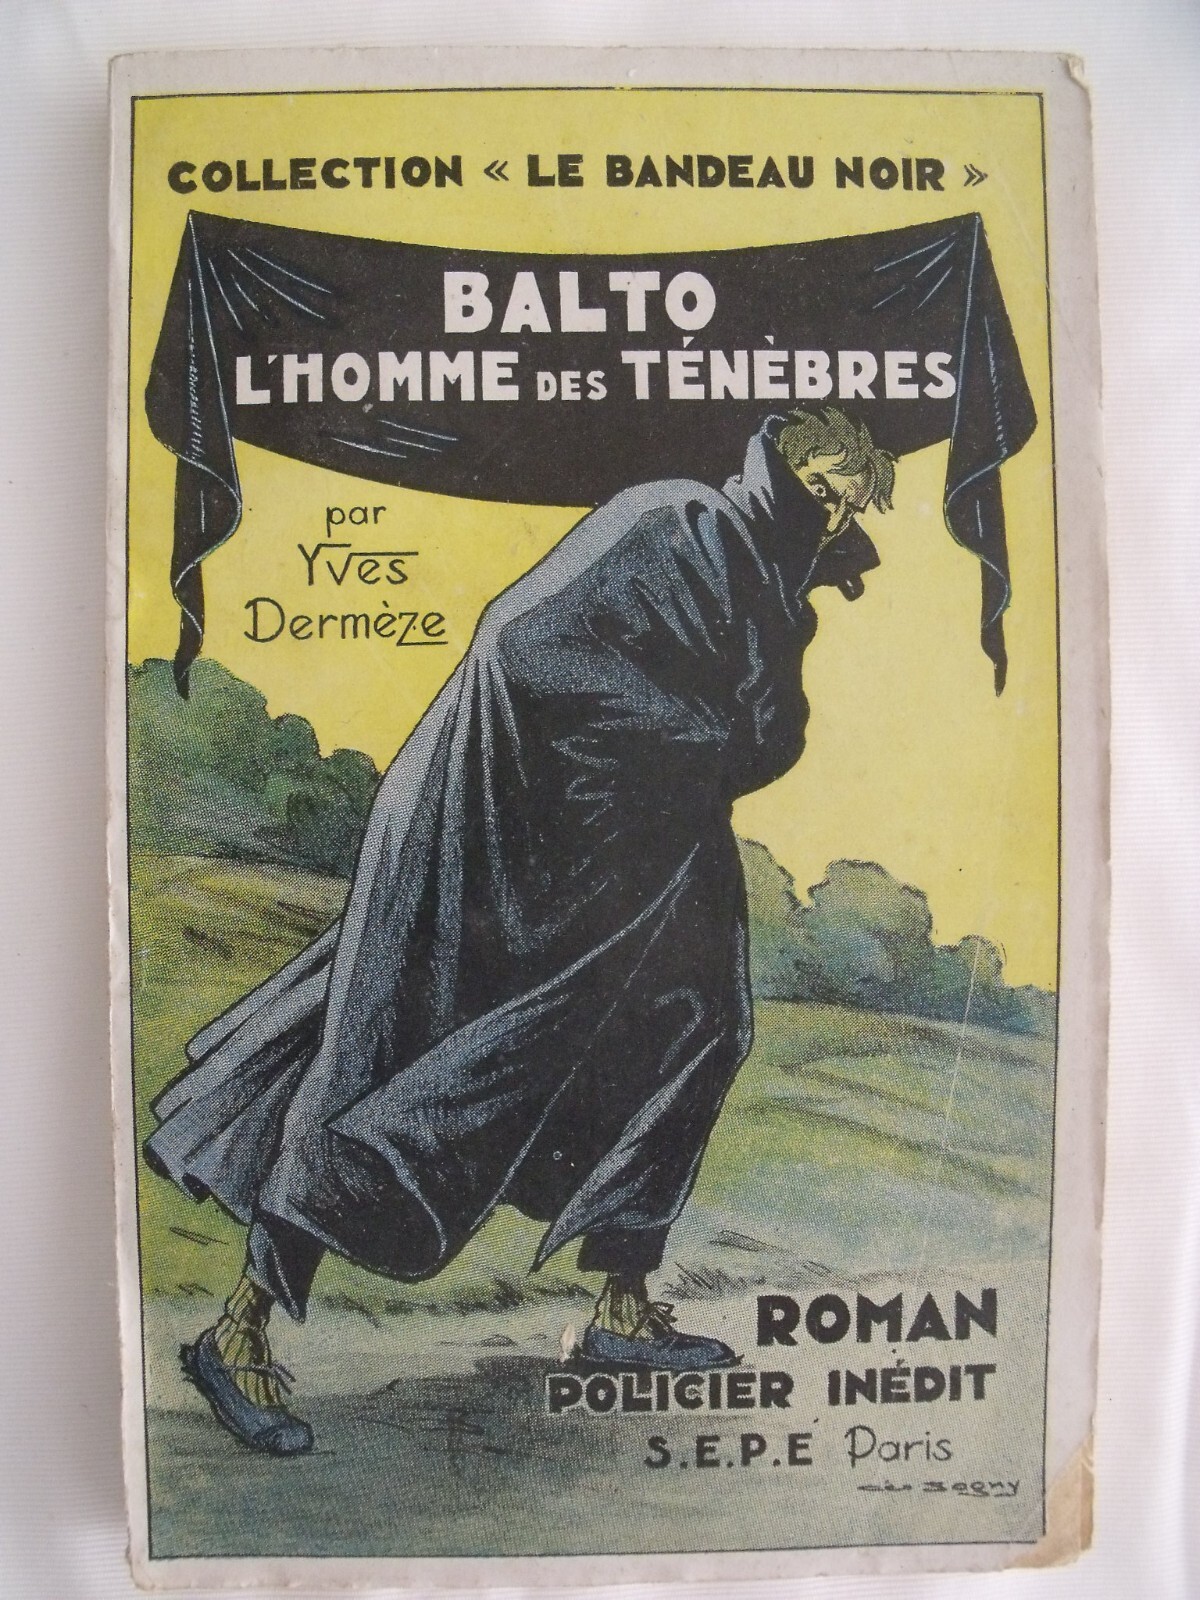 COLLECTION « LE BANDEAU NOIR »
BALTO
L'HOMME DES TÉNÈBRES
par
Yves
Dermèze
ROMAN
POLICIER INÉDIT
S.E.P.E Paris